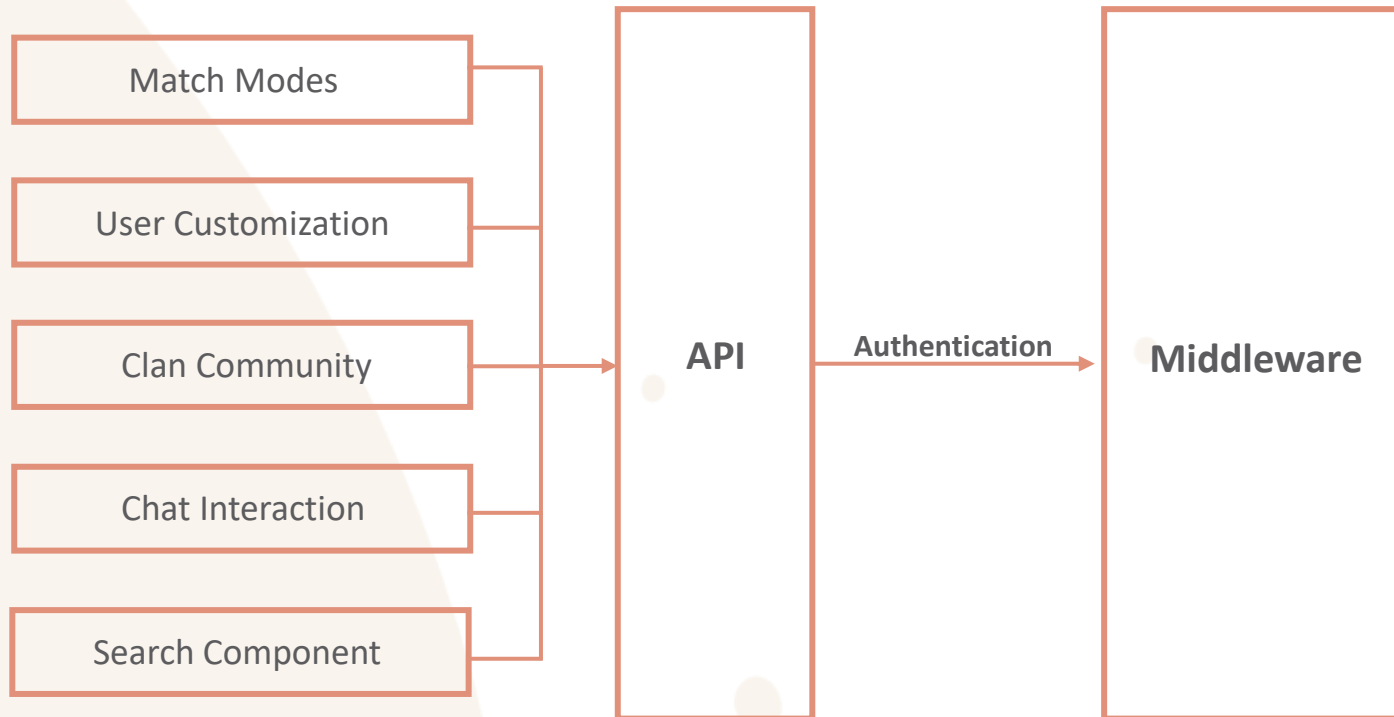 Match Modes
User Customization
Clan Community
Chat Interaction
Search Component
API
Authentication
Middleware